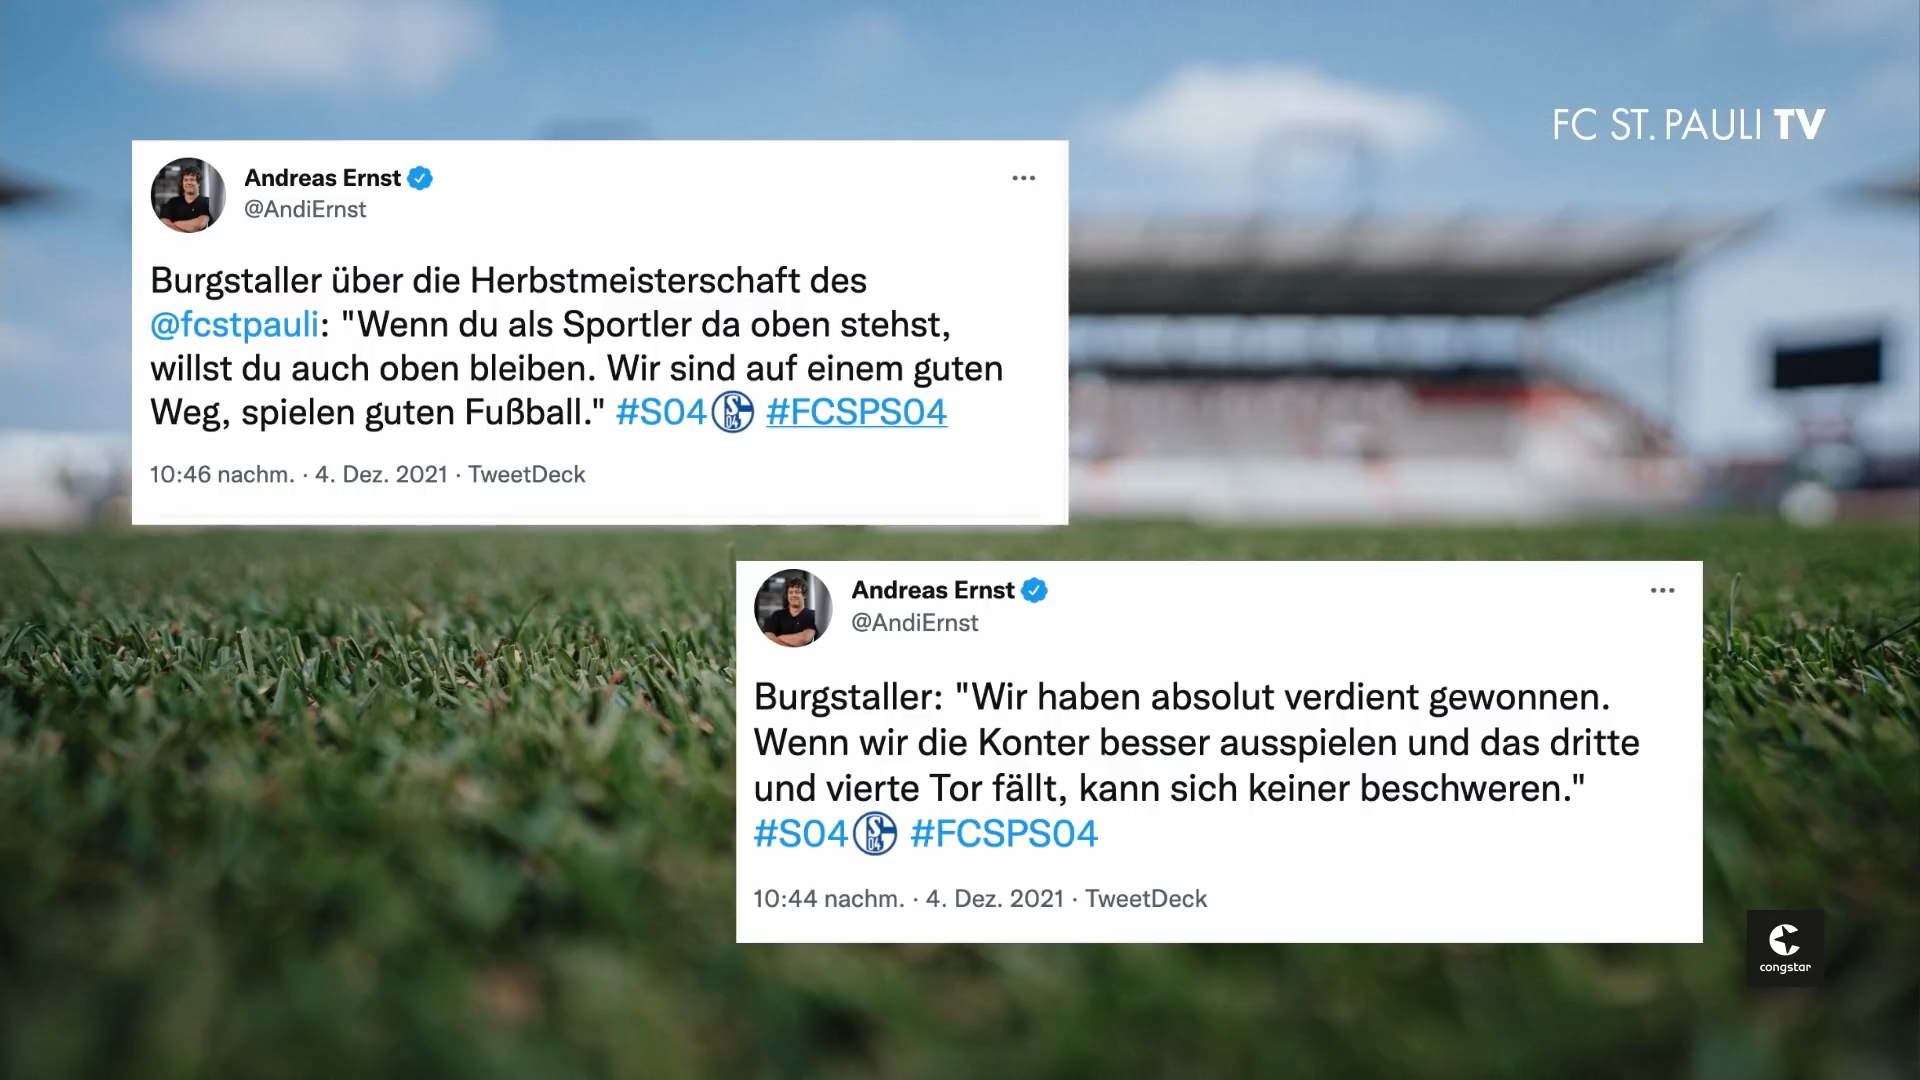 FC ST. PAULI TV
Andreas Ernst
@AndiErnst
Burgstaller über die Herbstmeisterschaft des
@fcstpauli: "Wenn du als Sportler da oben stehst,
willst du auch oben bleiben. Wir sind auf einem guten
Weg, spielen guten Fußball." #S04 #FCSPS04
10:46 nachm. · 4. Dez. 2021 · TweetDeck
Andreas Ernst
@AndiErnst
Burgstaller: "Wir haben absolut verdient gewonnen.
Wenn wir die Konter besser ausspielen und das dritte
und vierte Tor fällt, kann sich keiner beschweren."
#S04 #FCSPS04
10:44 nachm. · 4. Dez. 2021 · TweetDeck
congstar